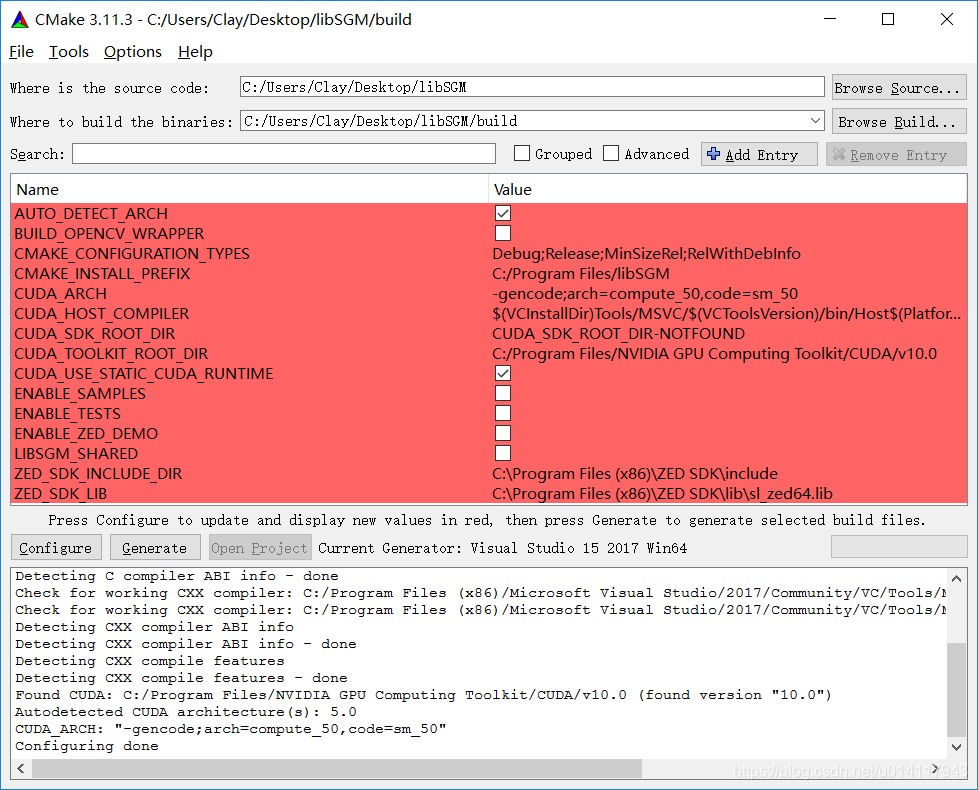 CMake 3.11.3 - C:/Users/Clay/Desktop/libSGM/build
File Tools Options Help
Where is the source code: C:/Users/Clay/Desktop/libSGM Browse Source...
Where to build the binaries: C:/Users/Clay/Desktop/libSGM/build Browse Build...
Search: Grouped Advanced Add Entry Remove Entry
Name Value
AUTO_DETECT_ARCH
BUILD_OPENCV_WRAPPER
CMAKE_CONFIGURATION_TYPES Debug;Release;MinSizeRel;RelWithDebInfo
CMAKE_INSTALL_PREFIX C:/Program Files/libSGM
CUDA_ARCH -gencode;arch=compute_50,code=sm_50
CUDA_HOST_COMPILER $(VCInstallDir)Tools/MSVC/$(VCToolsVersion)/bin/Host$(Platfor...
CUDA_SDK_ROOT_DIR CUDA_SDK_ROOT_DIR-NOTFOUND
CUDA_TOOLKIT_ROOT_DIR C:/Program Files/NVIDIA GPU Computing Toolkit/CUDA/v10.0
CUDA_USE_STATIC_CUDA_RUNTIME
ENABLE_SAMPLES
ENABLE_TESTS
ENABLE_ZED_DEMO
LIBSGM_SHARED
ZED_SDK_INCLUDE_DIR C:\Program Files (x86)\ZED SDK\include
ZED_SDK_LIB C:\Program Files (x86)\ZED SDK\lib\sl_zed64.lib
Press Configure to update and display new values in red, then press Generate to generate selected build files.
Configure Generate Open Project Current Generator: Visual Studio 15 2017 Win64
Detecting C compiler ABI info - done
Check for working CXX compiler: C:/Program Files (x86)/Microsoft Visual Studio/2017/Community/VC/Tools/M
Check for working CXX compiler: C:/Program Files (x86)/Microsoft Visual Studio/2017/Community/VC/Tools/M
Detecting CXX compiler ABI info
Detecting CXX compiler ABI info - done
Detecting CXX compile features
Detecting CXX compile features - done
Found CUDA: C:/Program Files/NVIDIA GPU Computing Toolkit/CUDA/v10.0 (found version "10.0")
Autodetected CUDA architecture(s): 5.0
CUDA_ARCH: "-gencode;arch=compute_50,code=sm_50"
Configuring done
https://blog.csdn.net/u014117943